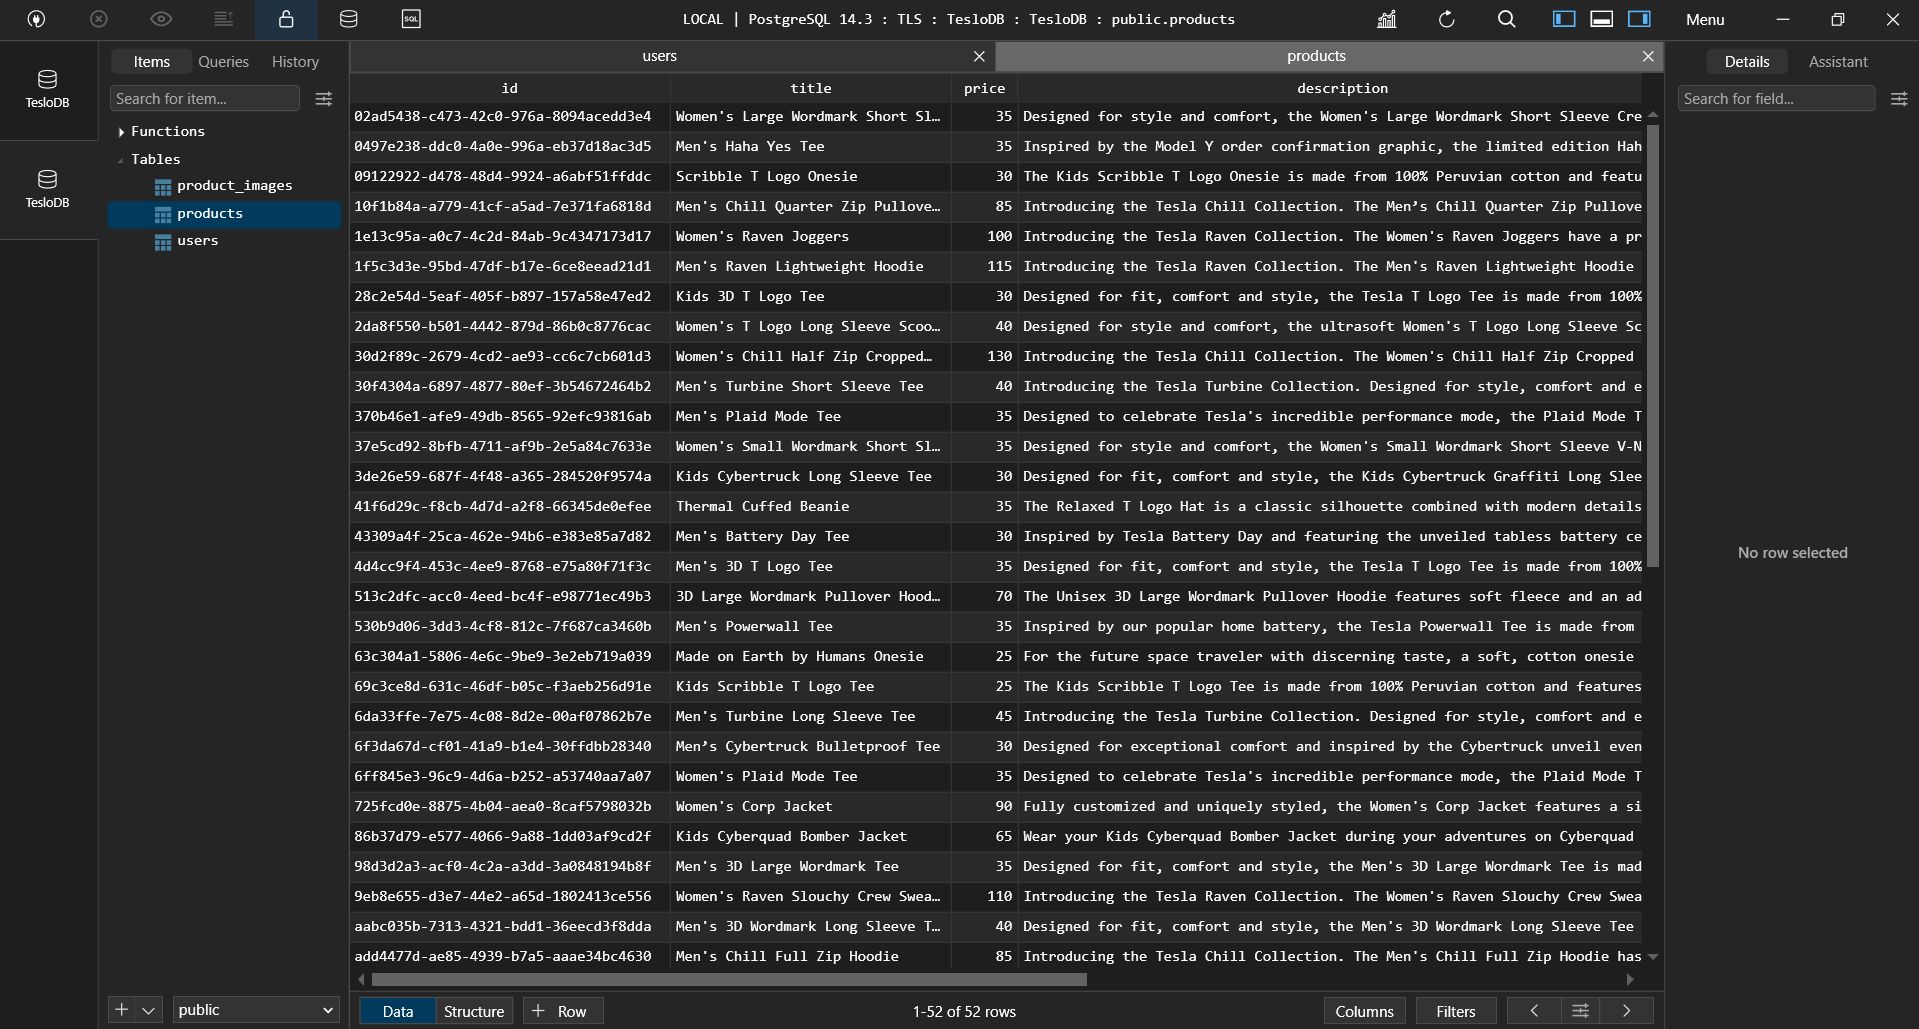 SQL
LOCAL | PostgreSQL 14.3 : TLS : TesloDB : TesloDB : public.products
Menu
TesloDB
TesloDB
Items Queries History
Search for item...
Functions
Tables
product_images
products
users
public
users
products
id title price description
02ad5438-c473-42c0-976a-8094acedd3e4 Women's Large Wordmark Short Sl… 35 Designed for style and comfort, the Women's Large Wordmark Short Sleeve Cre
0497e238-ddc0-4a0e-996a-eb37d18ac3d5 Men's Haha Yes Tee 35 Inspired by the Model Y order confirmation graphic, the limited edition Hah
09122922-d478-48d4-9924-a6abf51ffddc Scribble T Logo Onesie 30 The Kids Scribble T Logo Onesie is made from 100% Peruvian cotton and featu
10f1b84a-a779-41cf-a5ad-7e371fa6818d Men's Chill Quarter Zip Pullove… 85 Introducing the Tesla Chill Collection. The Men’s Chill Quarter Zip Pullove
1e13c95a-a0c7-4c2d-84ab-9c4347173d17 Women's Raven Joggers 100 Introducing the Tesla Raven Collection. The Women's Raven Joggers have a pr
1f5c3d3e-95bd-47df-b17e-6ce8eead21d1 Men's Raven Lightweight Hoodie 115 Introducing the Tesla Raven Collection. The Men's Raven Lightweight Hoodie
28c2e54d-5eaf-405f-b897-157a58e47ed2 Kids 3D T Logo Tee 30 Designed for fit, comfort and style, the Tesla T Logo Tee is made from 100%
2da8f550-b501-4442-879d-86b0c8776cac Women's T Logo Long Sleeve Scoo… 40 Designed for style and comfort, the ultrasoft Women's T Logo Long Sleeve Sc
30d2f89c-2679-4cd2-ae93-cc6c7cb601d3 Women's Chill Half Zip Cropped… 130 Introducing the Tesla Chill Collection. The Women's Chill Half Zip Cropped
30f4304a-6897-4877-80ef-3b54672464b2 Men's Turbine Short Sleeve Tee 40 Introducing the Tesla Turbine Collection. Designed for style, comfort and e
370b46e1-afe9-49db-8565-92efc93816ab Men's Plaid Mode Tee 35 Designed to celebrate Tesla's incredible performance mode, the Plaid Mode T
37e5cd92-8bfb-4711-af9b-2e5a84c7633e Women's Small Wordmark Short Sl… 35 Designed for style and comfort, the Women's Small Wordmark Short Sleeve V-N
3de26e59-687f-4f48-a365-284520f9574a Kids Cybertruck Long Sleeve Tee 30 Designed for fit, comfort and style, the Kids Cybertruck Graffiti Long Slee
41f6d29c-f8cb-4d7d-a2f8-66345de0efee Thermal Cuffed Beanie 35 The Relaxed T Logo Hat is a classic silhouette combined with modern details
43309a4f-25ca-462e-94b6-e383e85a7d82 Men's Battery Day Tee 30 Inspired by Tesla Battery Day and featuring the unveiled tabless battery ce
4d4cc9f4-453c-4ee9-8768-e75a80f71f3c Men's 3D T Logo Tee 35 Designed for fit, comfort and style, the Tesla T Logo Tee is made from 100%
513c2dfc-acc0-4eed-bc4f-e98771ec49b3 3D Large Wordmark Pullover Hood… 70 The Unisex 3D Large Wordmark Pullover Hoodie features soft fleece and an ad
530b9d06-3dd3-4cf8-812c-7f687ca3460b Men's Powerwall Tee 35 Inspired by our popular home battery, the Tesla Powerwall Tee is made from
63c304a1-5806-4e6c-9be9-3e2eb719a039 Made on Earth by Humans Onesie 25 For the future space traveler with discerning taste, a soft, cotton onesie
69c3ce8d-631c-46df-b05c-f3aeb256d91e Kids Scribble T Logo Tee 25 The Kids Scribble T Logo Tee is made from 100% Peruvian cotton and features
6da33ffe-7e75-4c08-8d2e-00af07862b7e Men's Turbine Long Sleeve Tee 45 Introducing the Tesla Turbine Collection. Designed for style, comfort and e
6f3da67d-cf01-41a9-b1e4-30ffdbb28340 Men’s Cybertruck Bulletproof Tee 30 Designed for exceptional comfort and inspired by the Cybertruck unveil even
6ff845e3-96c9-4d6a-b252-a53740aa7a07 Women's Plaid Mode Tee 35 Designed to celebrate Tesla's incredible performance mode, the Plaid Mode T
725fcd0e-8875-4b04-aea0-8caf5798032b Women's Corp Jacket 90 Fully customized and uniquely styled, the Women's Corp Jacket features a si
86b37d79-e577-4066-9a88-1dd03af9cd2f Kids Cyberquad Bomber Jacket 65 Wear your Kids Cyberquad Bomber Jacket during your adventures on Cyberquad
98d3d2a3-acf0-4c2a-a3dd-3a0848194b8f Men's 3D Large Wordmark Tee 35 Designed for fit, comfort and style, the Men's 3D Large Wordmark Tee is mad
9eb8e655-d3e7-44e2-a65d-1802413ce556 Women's Raven Slouchy Crew Swea… 110 Introducing the Tesla Raven Collection. The Women's Raven Slouchy Crew Swea
aabc035b-7313-4321-bdd1-36eecd3f8dda Men's 3D Wordmark Long Sleeve T… 40 Designed for fit, comfort and style, the Men's 3D Wordmark Long Sleeve Tee
add4477d-ae85-4939-b7a5-aaae34bc4630 Men's Chill Full Zip Hoodie 85 Introducing the Tesla Chill Collection. The Men's Chill Full Zip Hoodie has
Data Structure + Row 1-52 of 52 rows Columns Filters
Details Assistant
Search for field...
No row selected